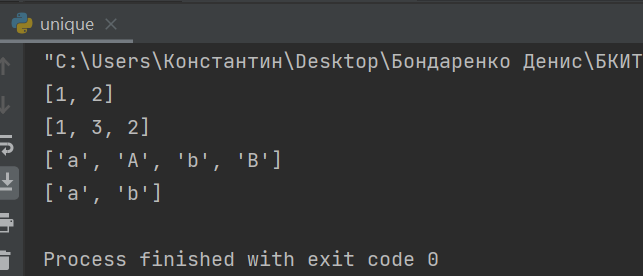 unique
"C:\Users\Константин\Desktop\Бондаренко Денис\БКИТ
[1, 2]
[1, 3, 2]
['a', 'A', 'b', 'B']
['a', 'b']
Process finished with exit code 0